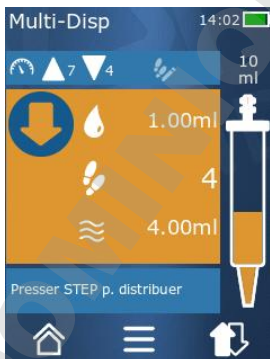 Multi-Disp 14:02
7 4
10
ml
1.00ml
4
4.00ml
Presser STEP p. distribuer